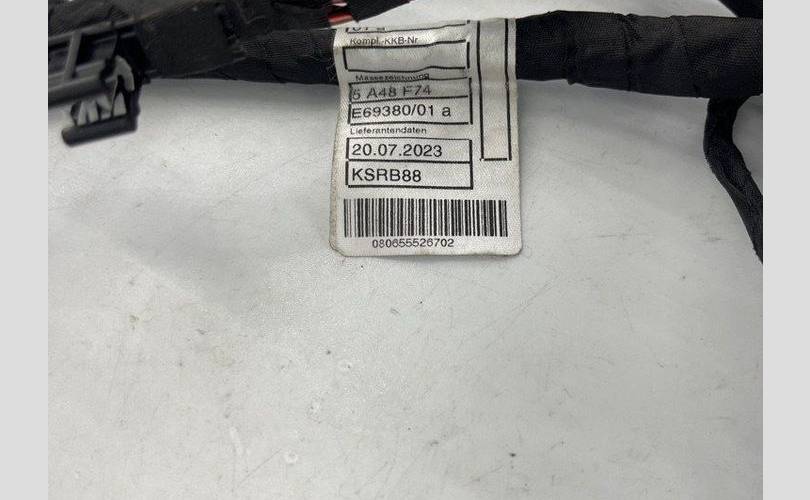 Kompl.-KKB-Nr
Massezeichnung
5 A48 F74
E69380/01 a
Lieferantendaten
20.07.2023
KSRB88
080655526702